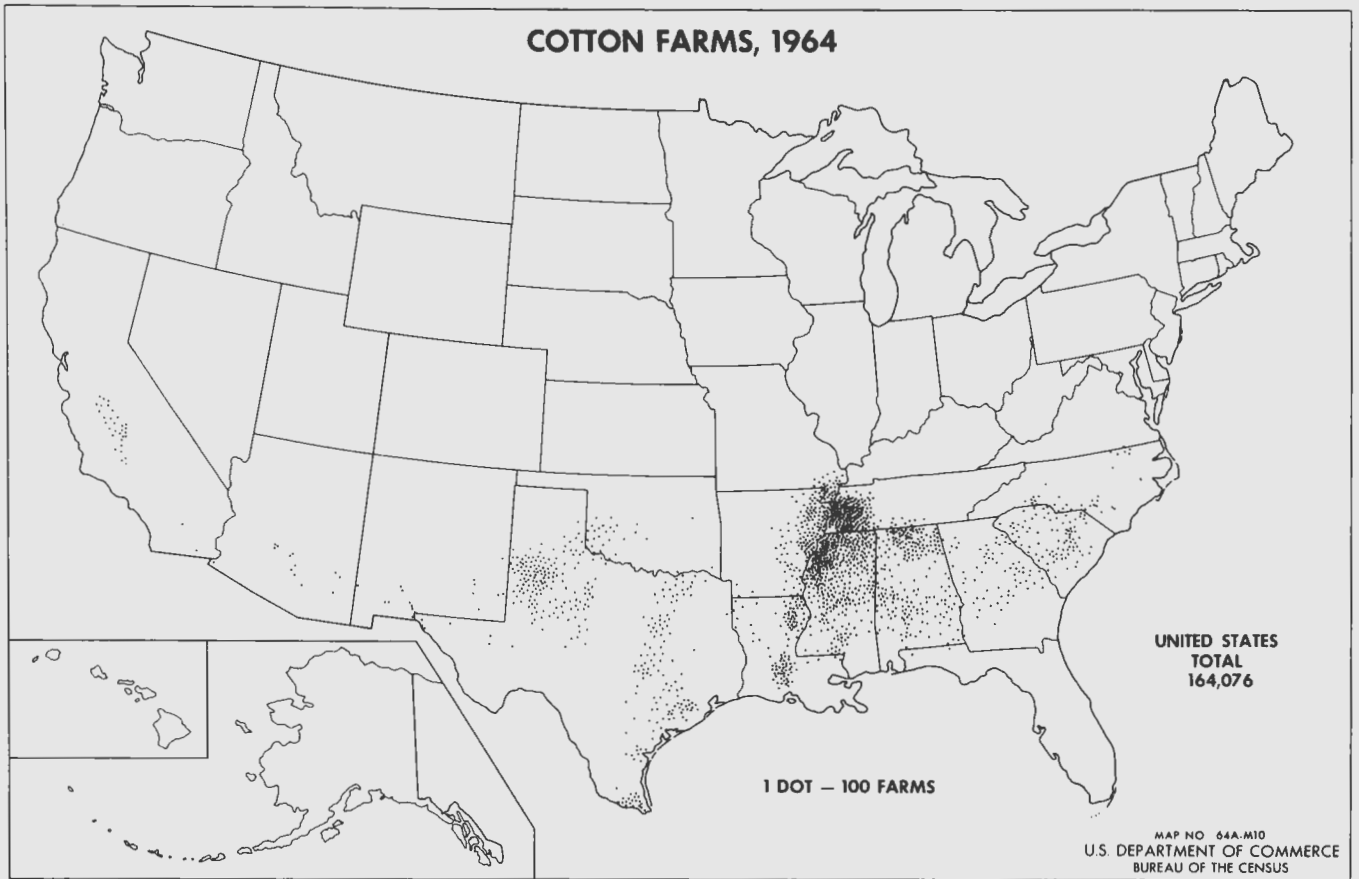 COTTON FARMS, 1964
UNITED STATES
TOTAL
164,076
1 DOT — 100 FARMS
MAP NO 64A-M10
U.S. DEPARTMENT OF COMMERCE
BUREAU OF THE CENSUS